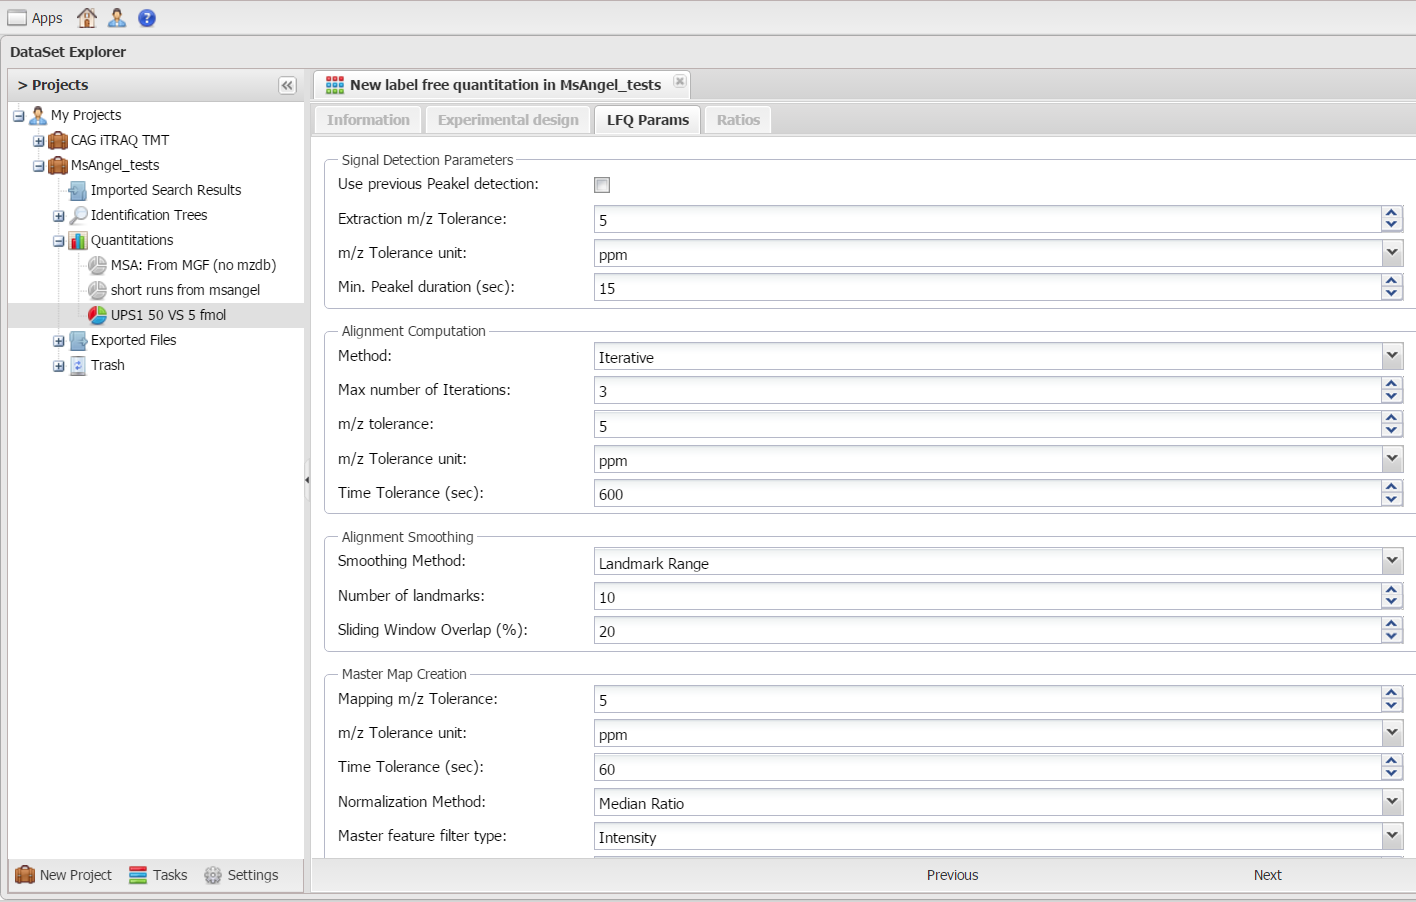 Apps
DataSet Explorer
> Projects
My Projects
CAG iTRAQ TMT
MsAngel_tests
Imported Search Results
Identification Trees
Quantitations
MSA: From MGF (no mzdb)
short runs from msangel
UPS1 50 VS 5 fmol
Exported Files
Trash
New Project Tasks Settings
New label free quantitation in MsAngel_tests
Information Experimental design LFQ Params Ratios
Signal Detection Parameters
Use previous Peakel detection:
Extraction m/z Tolerance: 5
m/z Tolerance unit: ppm
Min. Peakel duration (sec): 15
Alignment Computation
Method: Iterative
Max number of Iterations: 3
m/z tolerance: 5
m/z Tolerance unit: ppm
Time Tolerance (sec): 600
Alignment Smoothing
Smoothing Method: Landmark Range
Number of landmarks: 10
Sliding Window Overlap (%): 20
Master Map Creation
Mapping m/z Tolerance: 5
m/z Tolerance unit: ppm
Time Tolerance (sec): 60
Normalization Method: Median Ratio
Master feature filter type: Intensity
Previous Next